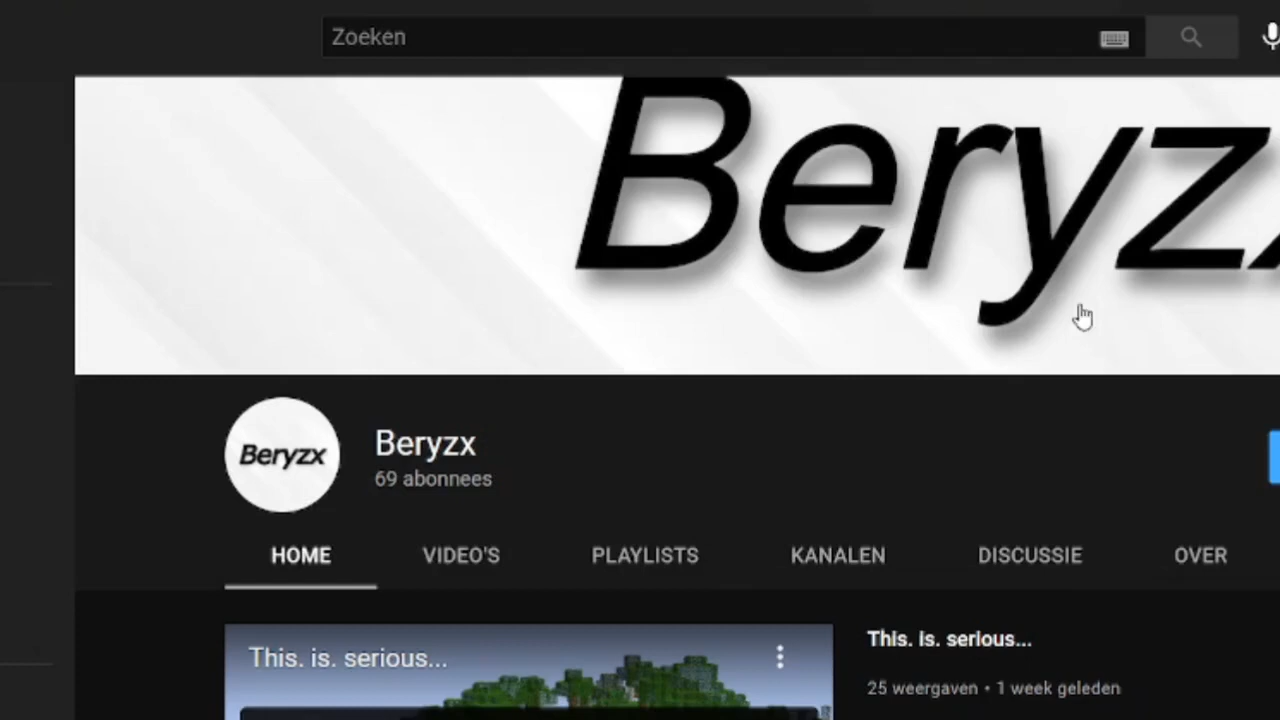 Zoeken
Beryzx
Beryzx
Beryzx
69 abonnees
HOME
VIDEO'S
PLAYLISTS
KANALEN
DISCUSSIE
OVER
This. is. serious...
This. is. serious...
25 weergaven • 1 week geleden